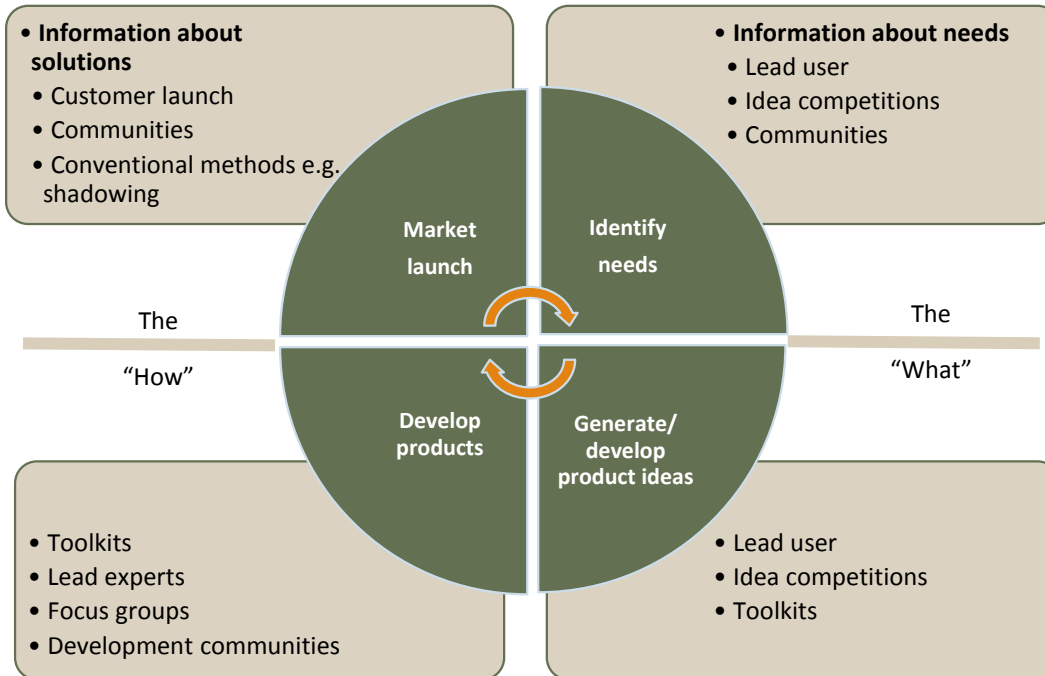 • Information about
solutions
• Customer launch
• Communities
• Conventional methods e.g.
shadowing
• Information about needs
• Lead user
• Idea competitions
• Communities
Market
launch
Identify
needs
The
"How"
The
"What"
Develop
products
Generate/
develop
product ideas
• Toolkits
• Lead experts
• Focus groups
• Development communities
• Lead user
• Idea competitions
• Toolkits